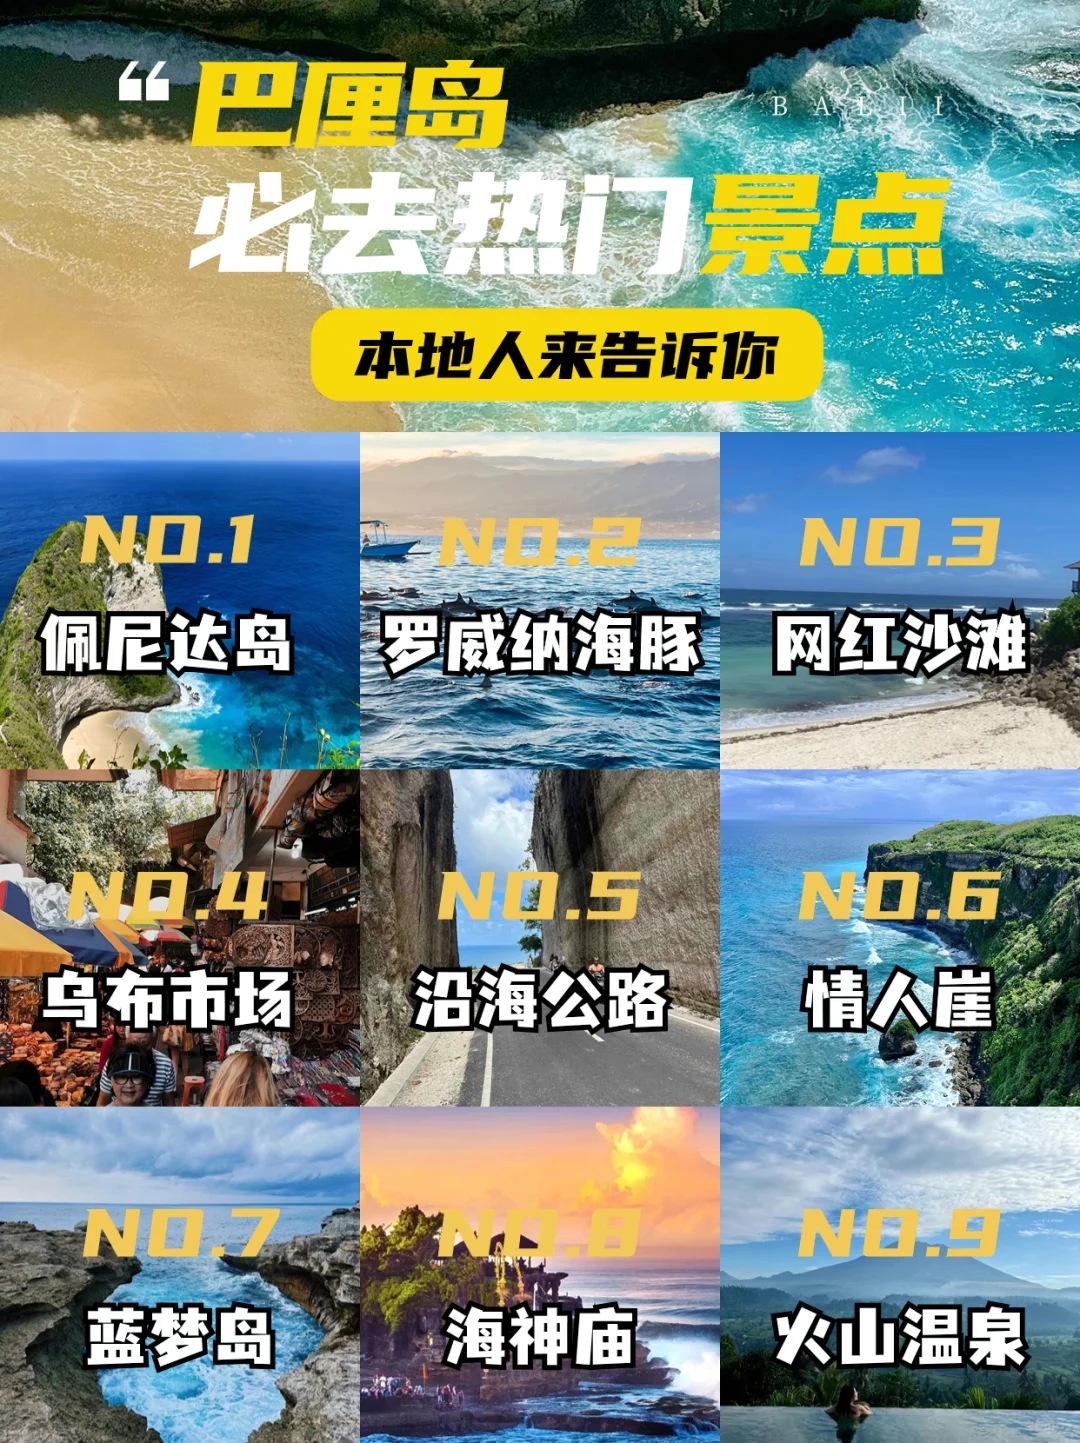 “巴厘岛
BALII
必去热门景点
本地人来告诉你
NO.1
佩尼达岛
NO.2
罗威纳海豚
NO.3
网红沙滩
NO.4
乌布市场
NO.5
沿海公路
NO.6
情人崖
NO.7
蓝梦岛
NO.8
海神庙
NO.9
火山温泉